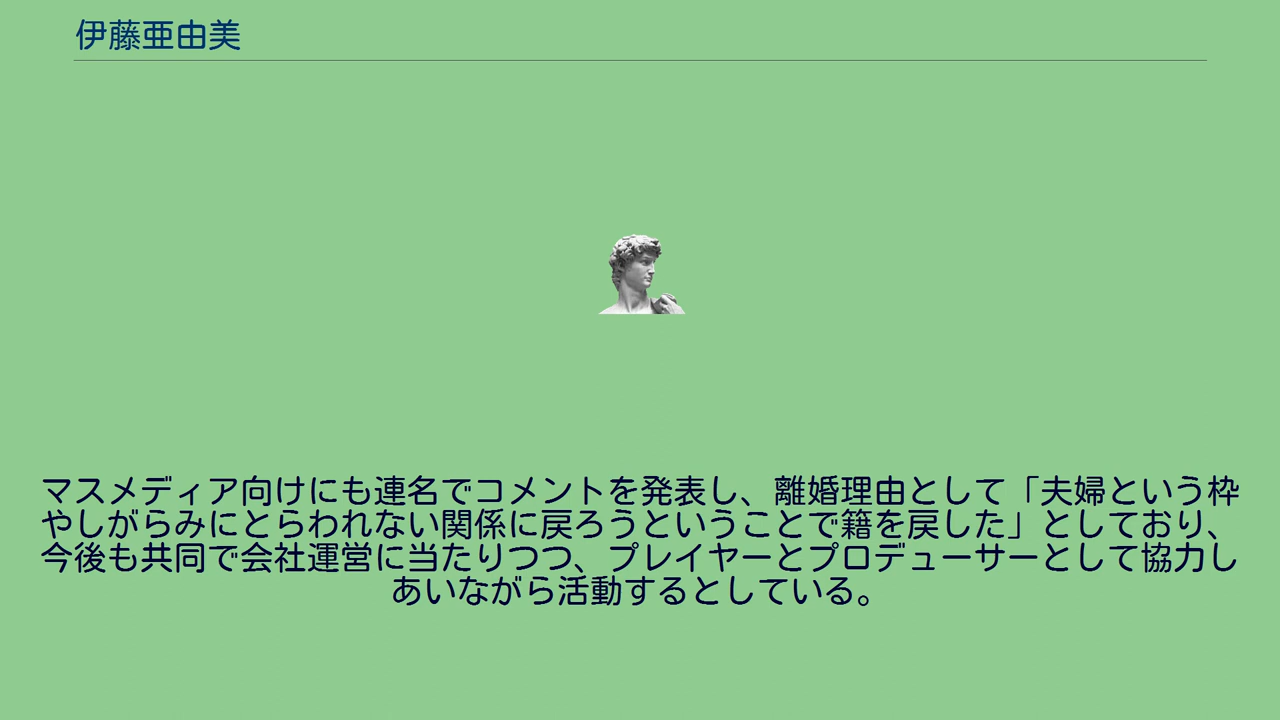 伊藤亜由美
マスメディア向けにも連名でコメントを発表し、離婚理由として「夫婦という枠
やしがらみにとらわれない関係に戻ろうということで籍を戻した」としており、
今後も共同で会社運営に当たりつつ、プレイヤーとプロデューサーとして協力し
あいながら活動するとしている。